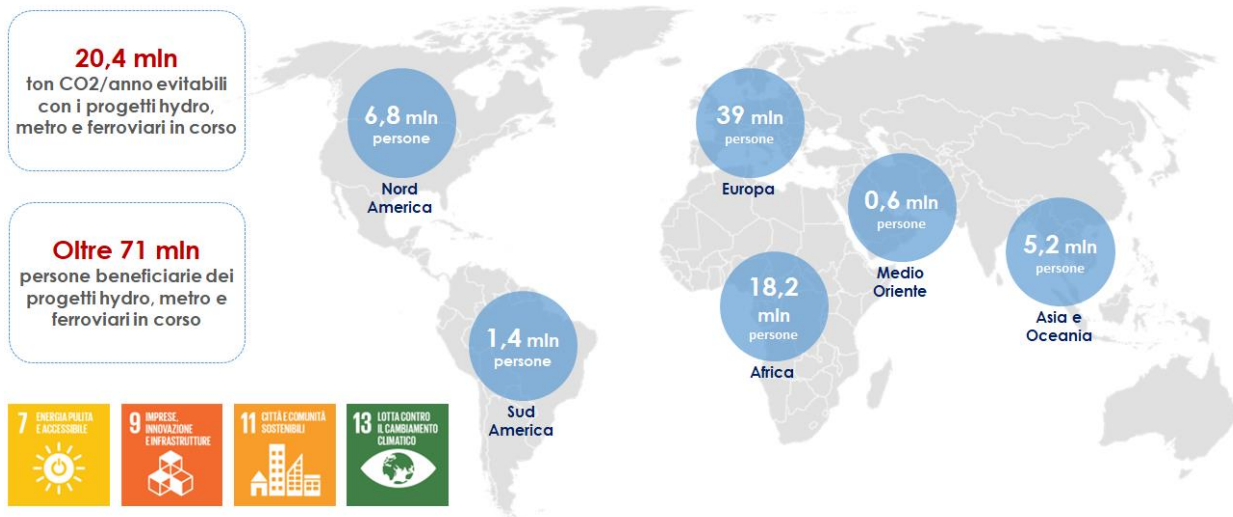 20,4 mln
ton CO2/anno evitabili
con i progetti hydro,
metro e ferroviari in corso
Oltre 71 mln
persone beneficiarie dei
progetti hydro, metro e
ferroviari in corso
6,8 mln
persone
Nord
America
39 mln
persone
Europa
0,6 mln
persone
Medio
Oriente
5,2 mln
persone
Asia e
Oceania
18,2
mln
persone
Africa
1,4 mln
persone
Sud
America
7 ENERGIA PULITA
E ACCESSIBILE
9 IMPRESE,
INNOVAZIONE
E INFRASTRUTTURE
11 CITTÀ E COMUNITÀ
SOSTENIBILI
13 LOTTA CONTRO
IL CAMBIAMENTO
CLIMATICO